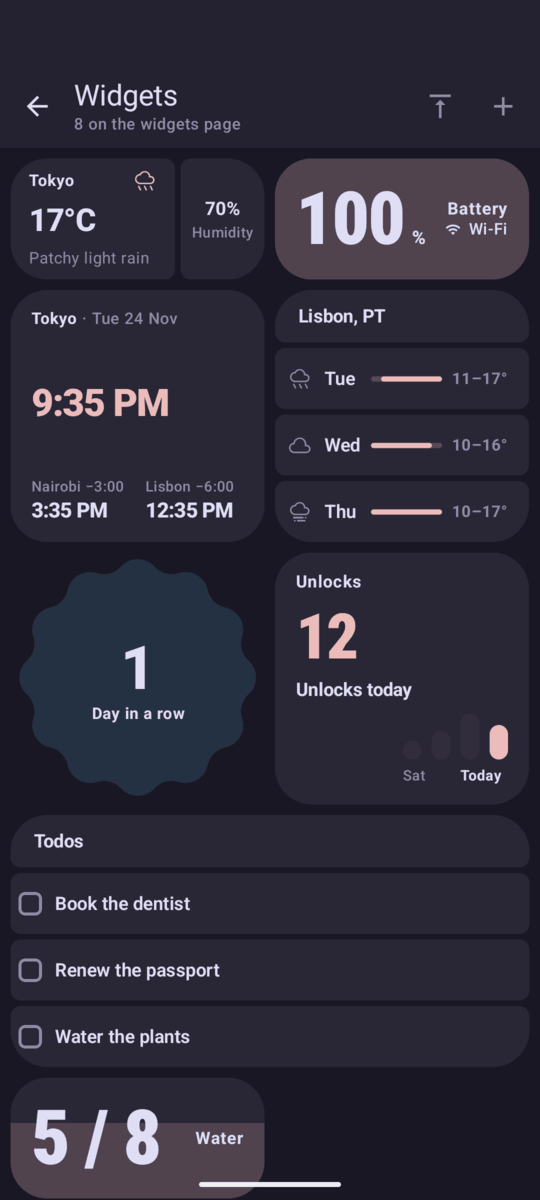 Widgets
8 on the widgets page
Tokyo
17°C
Patchy light rain
70%
Humidity
100 %
Battery
Wi-Fi
Tokyo · Tue 24 Nov
9:35 PM
Nairobi −3:00
3:35 PM
Lisbon −6:00
12:35 PM
Lisbon, PT
Tue 11–17°
Wed 10–16°
Thu 10–17°
1
Day in a row
Unlocks
12
Unlocks today
Sat Today
Todos
Book the dentist
Renew the passport
Water the plants
5 / 8 Water